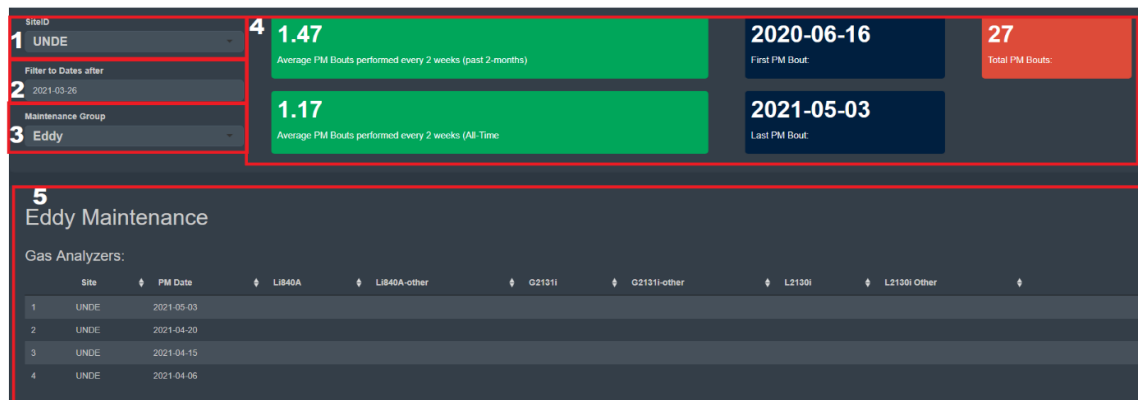 SiteID
1 UNDE
Filter to Dates after
2 2021-03-26
Maintenance Group
3 Eddy
4 1.47
Average PM Bouts performed every 2 weeks (past 2-months)
2020-06-16
First PM Bout:
27
Total PM Bouts:
1.17
Average PM Bouts performed every 2 weeks (All-Time
2021-05-03
Last PM Bout:
5
Eddy Maintenance
Gas Analyzers:
Site PM Date Li840A Li840A-other G2131i G2131i-other L2130i L2130i Other
1 UNDE 2021-05-03
2 UNDE 2021-04-20
3 UNDE 2021-04-15
4 UNDE 2021-04-06